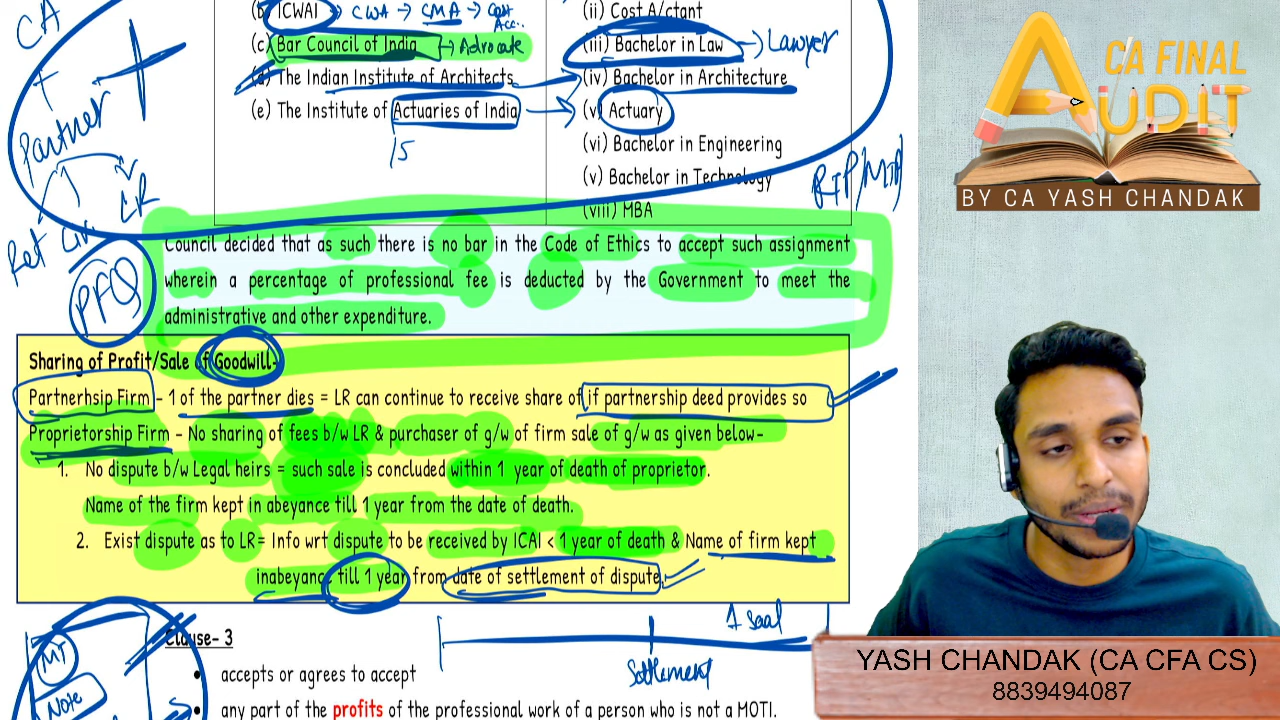 CA
+
Partner
Ret
LR
(b) ICWAI → CWA → CMA → Cost Acc..
(c) Bar Council of India → Advocate
(d) The Indian Institute of Architects
(e) The Institute of Actuaries of India
15
(ii) Cost A/ctant
(iii) Bachelor in Law → Lawyer
(iv) Bachelor in Architecture
(v) Actuary
(vi) Bachelor in Engineering
(v) Bachelor in Technology
(viii) MBA
RTP/MTP
PFQ
Council decided that as such there is no bar in the Code of Ethics to accept such assignment
wherein a percentage of professional fee is deducted by the Government to meet the
administrative and other expenditure.
Sharing of Profit/Sale of Goodwill-
Partnerhsip Firm - 1 of the partner dies = LR can continue to receive share of if partnership deed provides so
Proprietorship Firm - No sharing of fees b/w LR & purchaser of g/w of firm sale of g/w as given below-
1. No dispute b/w Legal heirs = such sale is concluded within 1 year of death of proprietor.
Name of the firm kept in abeyance till 1 year from the date of death.
2. Exist dispute as to LR= Info wrt dispute to be received by ICAI < 1 year of death & Name of firm kept
inabeyance till 1 year from date of settlement of dispute.
1 saal
Settlement
MT
Note
Clause- 3
• accepts or agrees to accept
• any part of the profits of the professional work of a person who is not a MOTI.
CA FINAL
AUDIT
BY CA YASH CHANDAK
YASH CHANDAK (CA CFA CS)
8839494087